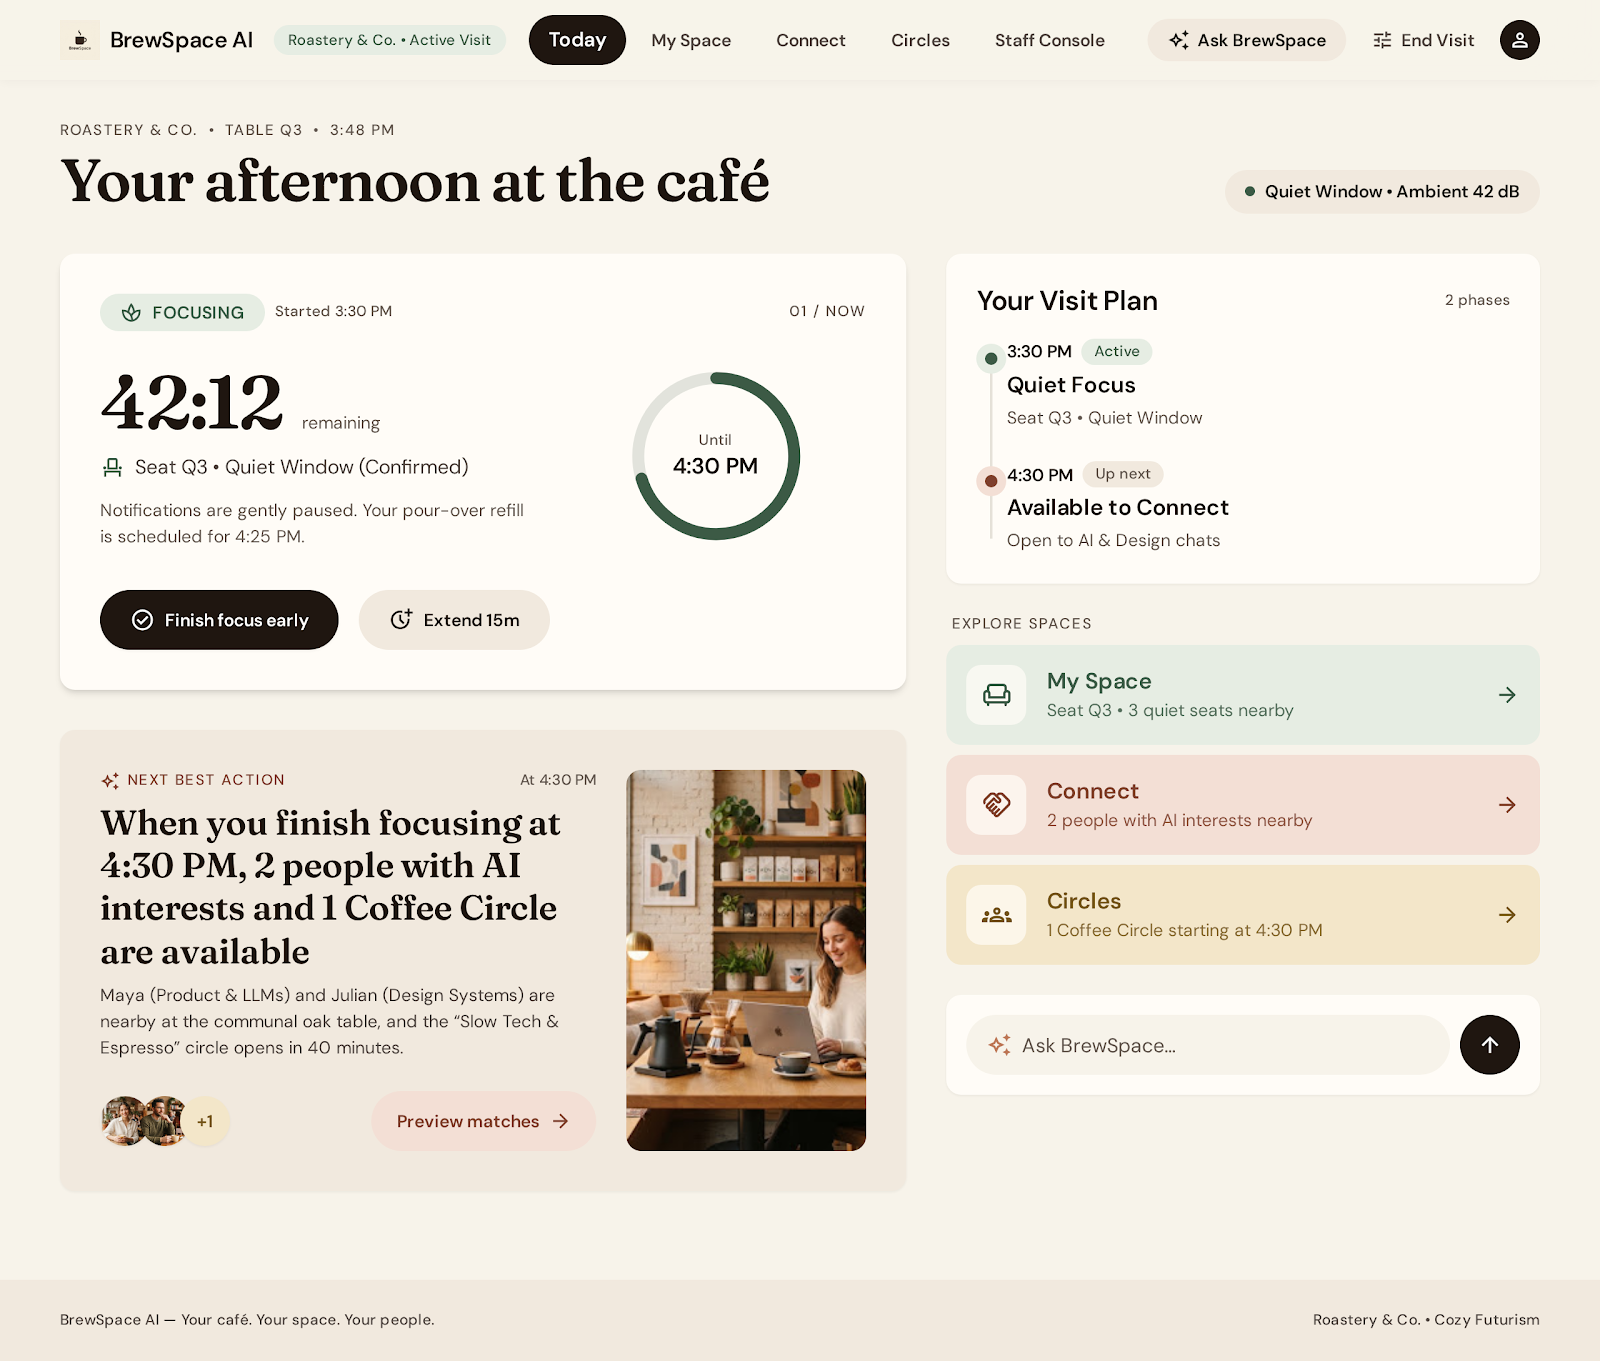 BrewSpace AI
Roastery & Co. • Active Visit
Today
My Space
Connect
Circles
Staff Console
Ask BrewSpace
End Visit
ROASTERY & CO. • TABLE Q3 • 3:48 PM
Your afternoon at the café
Quiet Window • Ambient 42 dB
FOCUSING
Started 3:30 PM
01 / NOW
42:12 remaining
Seat Q3 • Quiet Window (Confirmed)
Notifications are gently paused. Your pour-over refill
is scheduled for 4:25 PM.
Until
4:30 PM
Finish focus early
Extend 15m
NEXT BEST ACTION
At 4:30 PM
When you finish focusing at
4:30 PM, 2 people with AI
interests and 1 Coffee Circle
are available
Maya (Product & LLMs) and Julian (Design Systems) are
nearby at the communal oak table, and the “Slow Tech &
Espresso” circle opens in 40 minutes.
+1
Preview matches
Your Visit Plan
2 phases
3:30 PM Active
Quiet Focus
Seat Q3 • Quiet Window
4:30 PM Up next
Available to Connect
Open to AI & Design chats
EXPLORE SPACES
My Space
Seat Q3 • 3 quiet seats nearby
Connect
2 people with AI interests nearby
Circles
1 Coffee Circle starting at 4:30 PM
Ask BrewSpace...
BrewSpace AI — Your café. Your space. Your people.
Roastery & Co. • Cozy Futurism